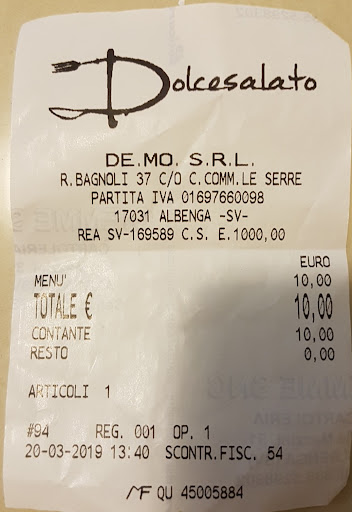 Dolcesalato
DE.MO. S.R.L.
R.BAGNOLI 37 C/O C.COMM.LE SERRE
PARTITA IVA 01697660098
17031 ALBENGA -SV-
REA SV-169589 C.S. E.1000,00
EURO
MENU' 10,00
TOTALE € 10,00
CONTANTE 10,00
RESTO 0,00
ARTICOLI 1
#94 REG. 001 OP. 1
20-03-2019 13:40 SCONTR.FISC. 54
MF QU 45005884